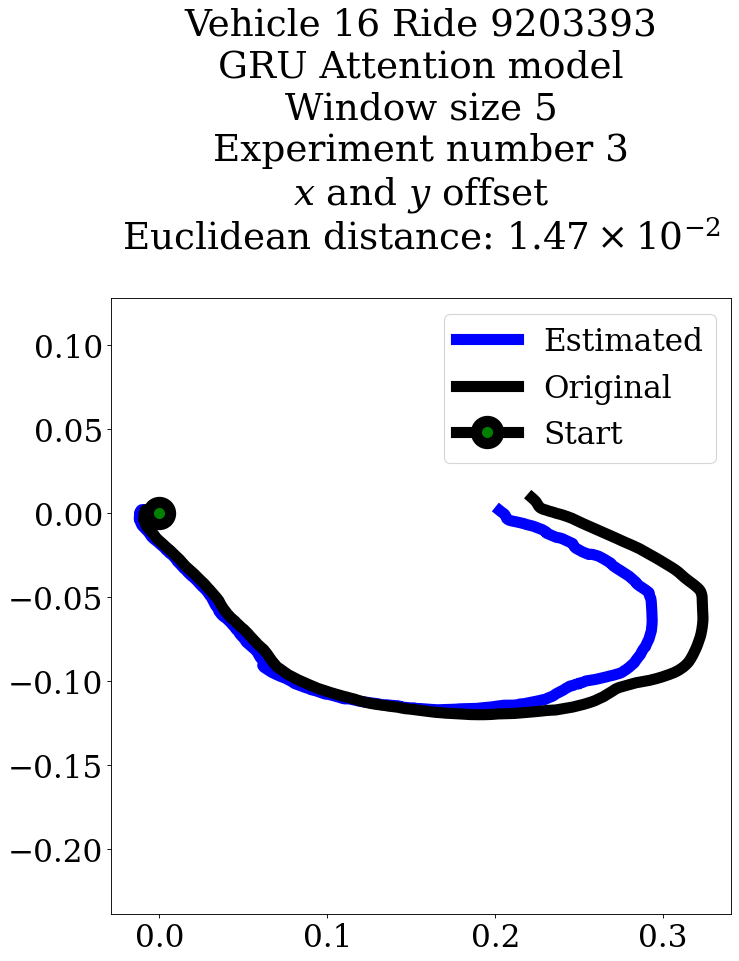 Vehicle 16 Ride 9203393
GRU Attention model
Window size 5
Experiment number 3
x and y offset
Euclidean distance: 1.47 × 10⁻²
Estimated
Original
Start
0.10
0.05
0.00
−0.05
−0.10
−0.15
−0.20
0.0 0.1 0.2 0.3